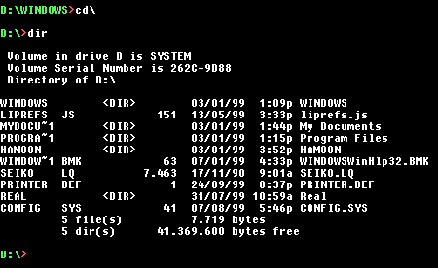 D:\WINDOWS>cd\
D:\>dir
Volume in drive D is SYSTEM
Volume Serial Number is 262C-9D88
Directory of D:\
WINDOWS <DIR> 03/01/99 1:09p WINDOWS
LIPREFS JS 151 13/05/99 3:33p liprefs.js
MYDOCU~1 <DIR> 03/01/99 1:44p My Documents
PROGRA~1 <DIR> 03/01/99 1:15p Program Files
HAMOON <DIR> 03/01/99 3:52p HAMOON
WINDOW~1 BMK 63 07/01/99 4:33p WINDOWSWinHlp32.BMK
SEIKO LQ 7.463 17/11/90 9:01a SEIKO.LQ
PRINTER DEF 1 24/09/99 0:37p PRINTER.DEF
REAL <DIR> 31/07/99 10:59a Real
CONFIG SYS 41 07/08/99 5:46p CONFIG.SYS
5 file(s) 7.719 bytes
5 dir(s) 41.369.600 bytes free
D:\>